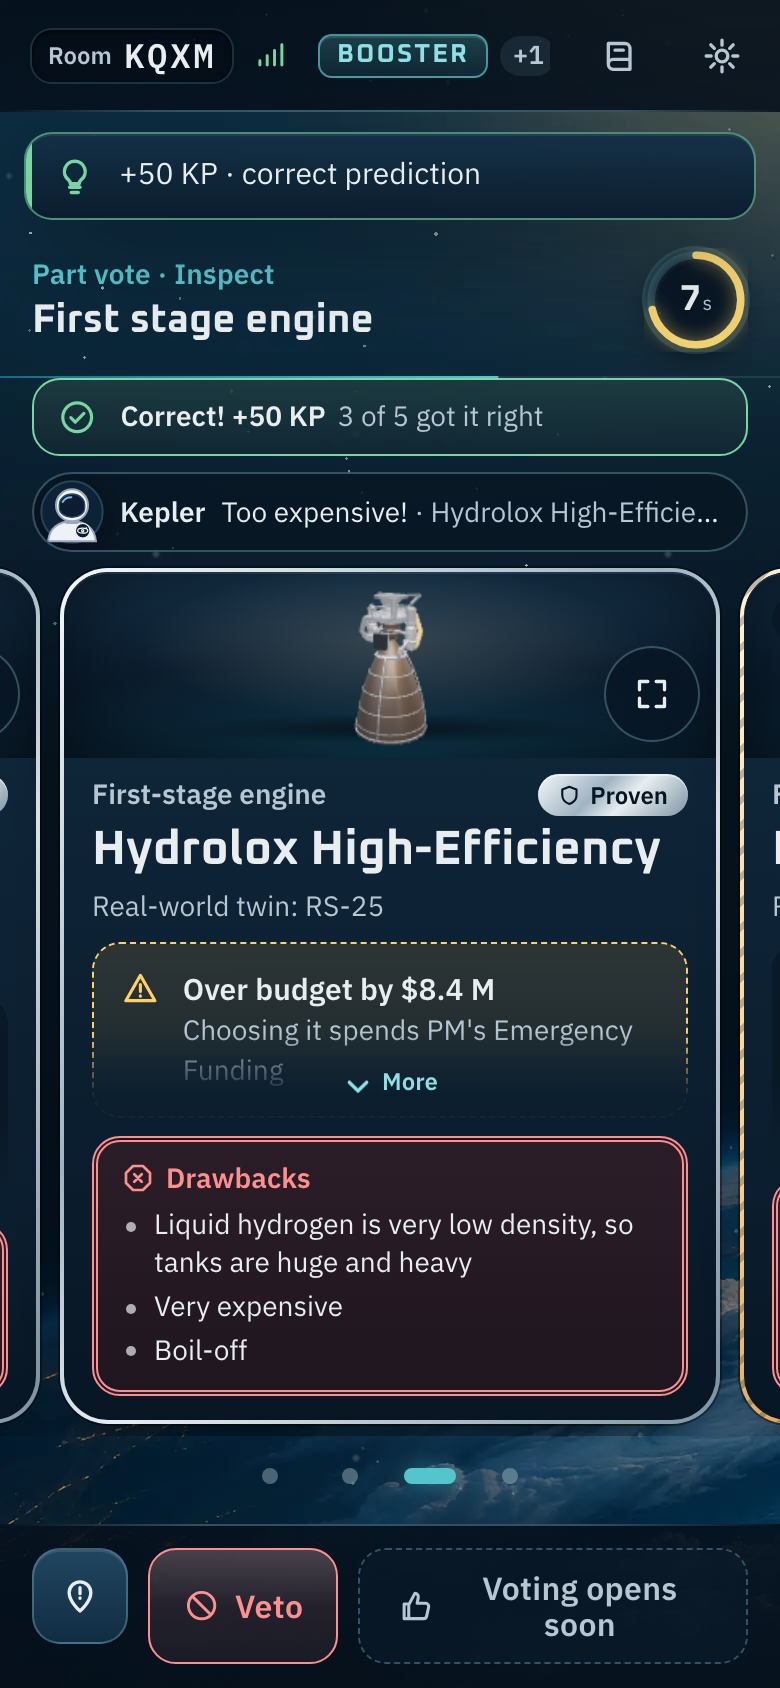 Room KQXM
BOOSTER
+1
+50 KP · correct prediction
Part vote · Inspect
First stage engine
7 s
Correct! +50 KP 3 of 5 got it right
Kepler Too expensive! · Hydrolox High-Efficie...
First-stage engine
Proven
Hydrolox High-Efficiency
Real-world twin: RS-25
Over budget by $8.4 M
Choosing it spends PM's Emergency
Funding
More
Drawbacks
Liquid hydrogen is very low density, so
tanks are huge and heavy
Very expensive
Boil-off
Veto
Voting opens
soon